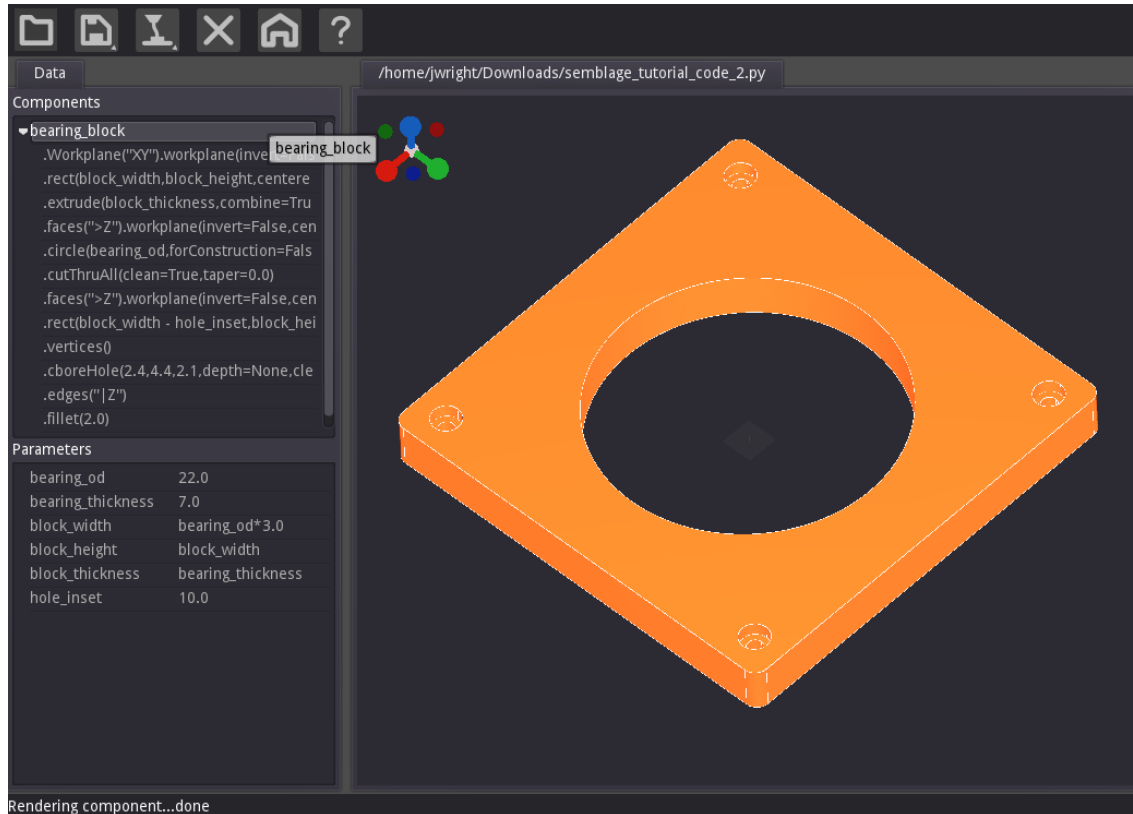 ?
Data
/home/jwright/Downloads/semblage_tutorial_code_2.py
Components
bearing_block
bearing_block
.Workplane("XY").workplane(invert=Fals
.rect(block_width,block_height,centere
.extrude(block_thickness,combine=Tru
.faces(">Z").workplane(invert=False,cen
.circle(bearing_od,forConstruction=Fals
.cutThruAll(clean=True,taper=0.0)
.faces(">Z").workplane(invert=False,cen
.rect(block_width - hole_inset,block_hei
.vertices()
.cboreHole(2.4,4.4,2.1,depth=None,cle
.edges("|Z")
.fillet(2.0)
Parameters
bearing_od 22.0
bearing_thickness 7.0
block_width bearing_od*3.0
block_height block_width
block_thickness bearing_thickness
hole_inset 10.0
Rendering component...done